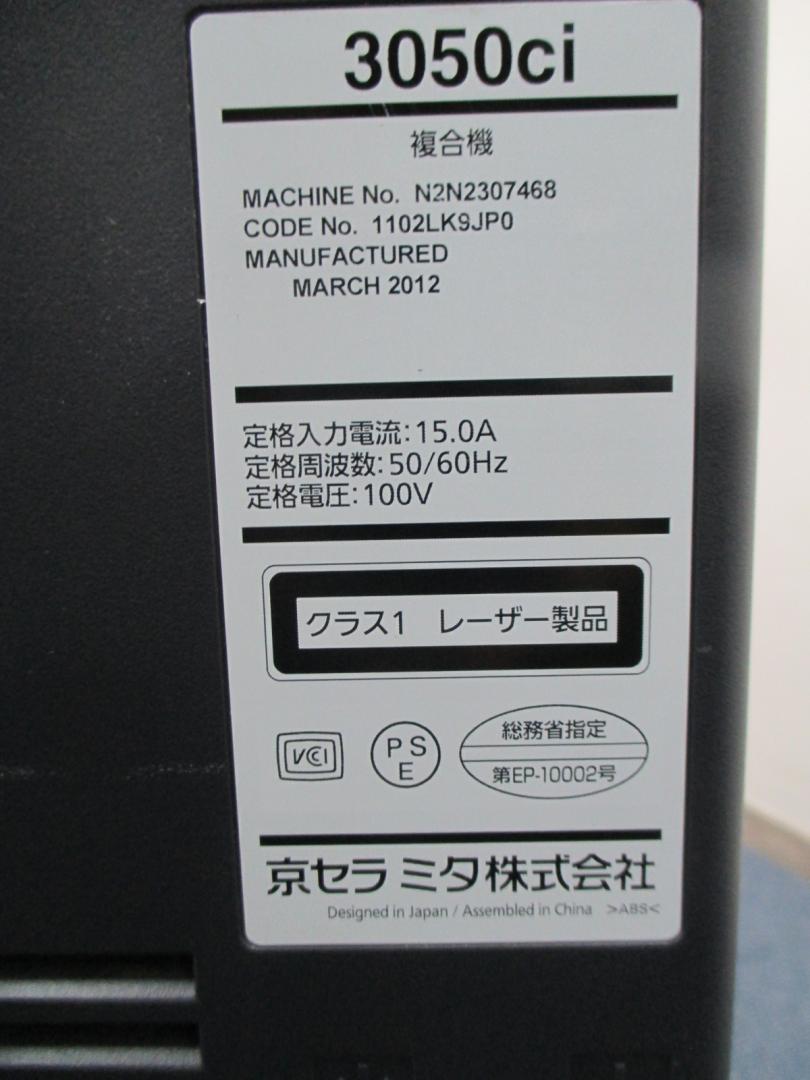 3050ci
複合機
MACHINE No. N2N2307468
CODE No. 1102LK9JP0
MANUFACTURED
MARCH 2012
定格入力電流:15.0A
定格周波数:50/60Hz
定格電圧:100V
クラス1 レーザー製品
VCCI
PS
E
総務省指定
第EP-10002号
京セラ ミタ株式会社
Designed in Japan / Assembled in China >ABS<